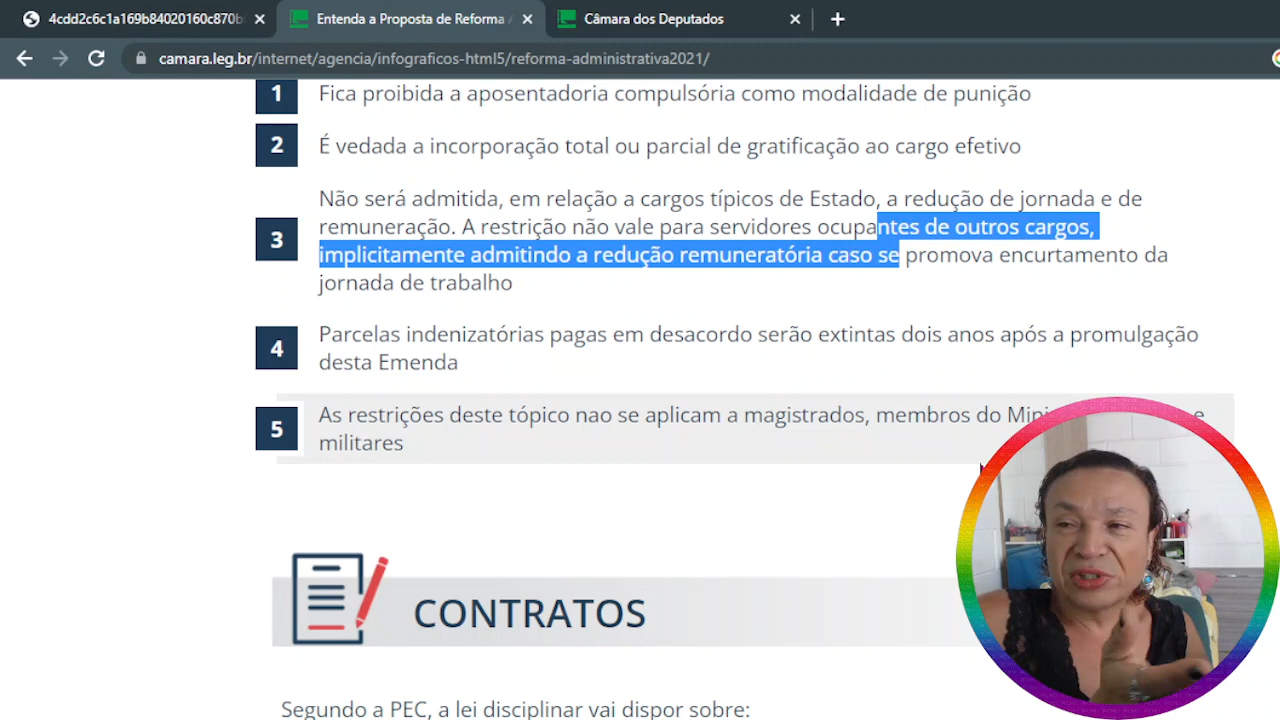 4cdd2c6c1a169b84020160c870b
Entenda a Proposta de Reforma
Câmara dos Deputados
camara.leg.br/internet/agencia/infograficos-html5/reforma-administrativa2021/
1 Fica proibida a aposentadoria compulsória como modalidade de punição
2 É vedada a incorporação total ou parcial de gratificação ao cargo efetivo
Não será admitida, em relação a cargos típicos de Estado, a redução de jornada e de
remuneração. A restrição não vale para servidores ocupantes de outros cargos,
3 implicitamente admitindo a redução remuneratória caso se promova encurtamento da
jornada de trabalho
4 Parcelas indenizatórias pagas em desacordo serão extintas dois anos após a promulgação
desta Emenda
5 As restrições deste tópico nao se aplicam a magistrados, membros do e
militares
CONTRATOS
Segundo a PEC, a lei disciplinar vai dispor sobre: